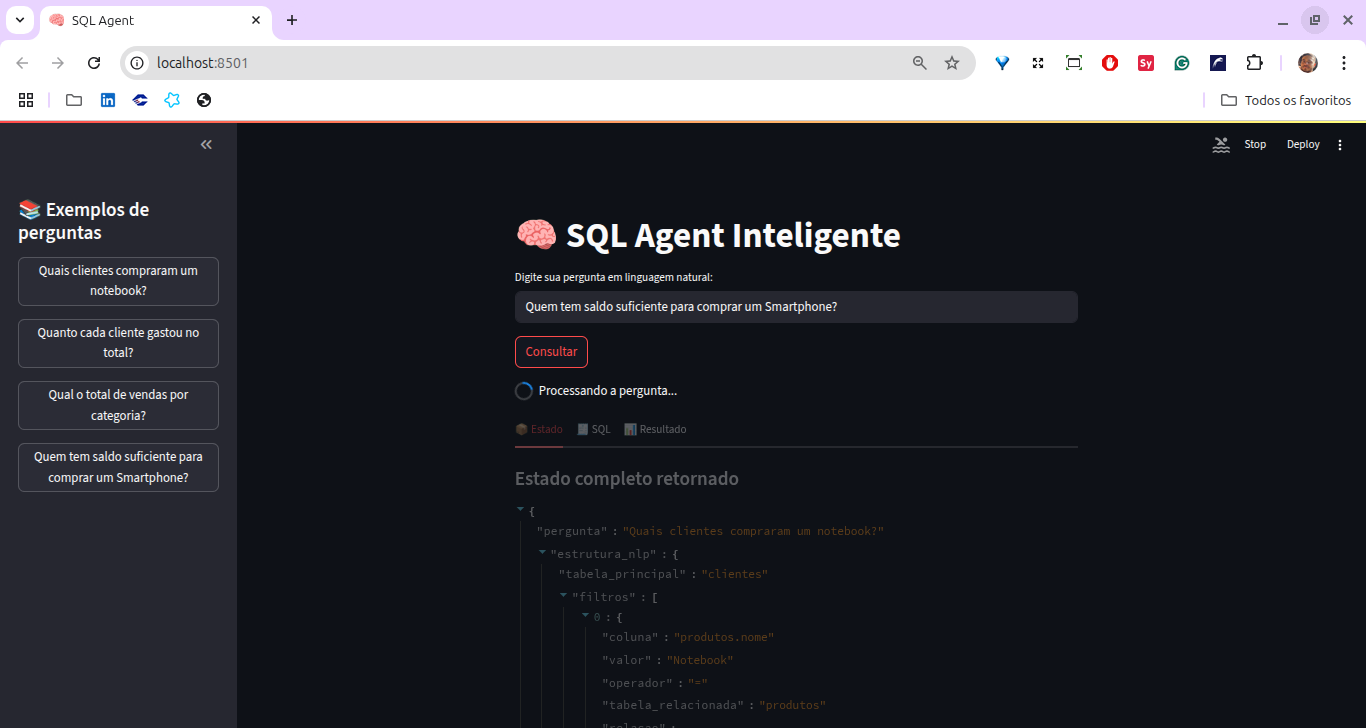 SQL Agent
localhost:8501
Sy
Todos os favoritos
Stop
Deploy
Exemplos de
perguntas
Quais clientes compraram um
notebook?
Quanto cada cliente gastou no
total?
Qual o total de vendas por
categoria?
Quem tem saldo suficiente para
comprar um Smartphone?
SQL Agent Inteligente
Digite sua pergunta em linguagem natural:
Quem tem saldo suficiente para comprar um Smartphone?
Consultar
Processando a pergunta...
Estado
SQL
Resultado
Estado completo retornado
{
"pergunta" : "Quais clientes compraram um notebook?"
"estrutura_nlp" : {
"tabela_principal" : "clientes"
"filtros" : [
0 : {
"coluna" : "produtos.nome"
"valor" : "Notebook"
"operador" : "="
"tabela_relacionada" : "produtos"